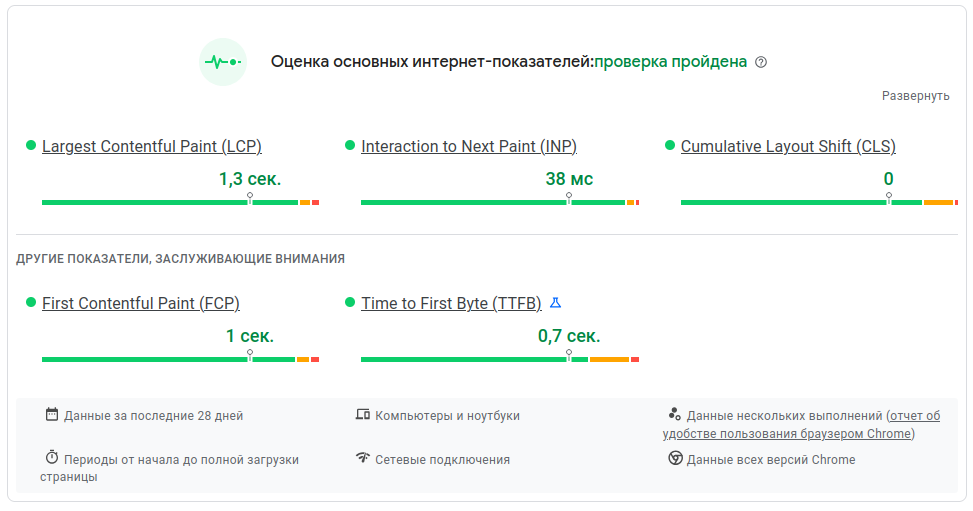 Оценка основных интернет-показателей:проверка пройдена
Развернуть
Largest Contentful Paint (LCP)
1,3 сек.
Interaction to Next Paint (INP)
38 мс
Cumulative Layout Shift (CLS)
0
ДРУГИЕ ПОКАЗАТЕЛИ, ЗАСЛУЖИВАЮЩИЕ ВНИМАНИЯ
First Contentful Paint (FCP)
1 сек.
Time to First Byte (TTFB)
0,7 сек.
Данные за последние 28 дней
Компьютеры и ноутбуки
Данные нескольких выполнений (отчет об
удобстве пользования браузером Chrome)
Периоды от начала до полной загрузки
страницы
Сетевые подключения
Данные всех версий Chrome